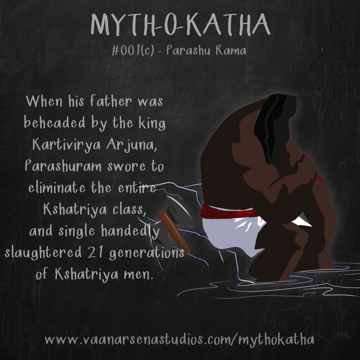 MYTH-O-KATHA
#001(c) - Parashu Rama
When his father was
beheaded by the king
Kartivirya Arjuna,
Parashuram swore to
eliminate the entire
Kshatriya class,
and single handedly
slaughtered 21 generations
of Kshatriya men.
www.vaanarsenastudios.com/mythokatha